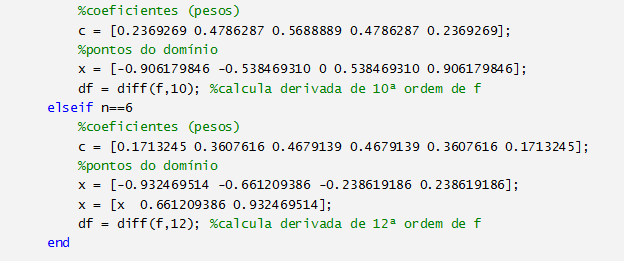 %coeficientes (pesos)
c = [0.2369269 0.4786287 0.5688889 0.4786287 0.2369269];
%pontos do domínio
x = [-0.906179846 -0.538469310 0 0.538469310 0.906179846];
df = diff(f,10); %calcula derivada de 10ª ordem de f
elseif n==6
%coeficientes (pesos)
c = [0.1713245 0.3607616 0.4679139 0.4679139 0.3607616 0.1713245];
%pontos do domínio
x = [-0.932469514 -0.661209386 -0.238619186 0.238619186];
x = [x  0.661209386 0.932469514];
df = diff(f,12); %calcula derivada de 12ª ordem de f
end